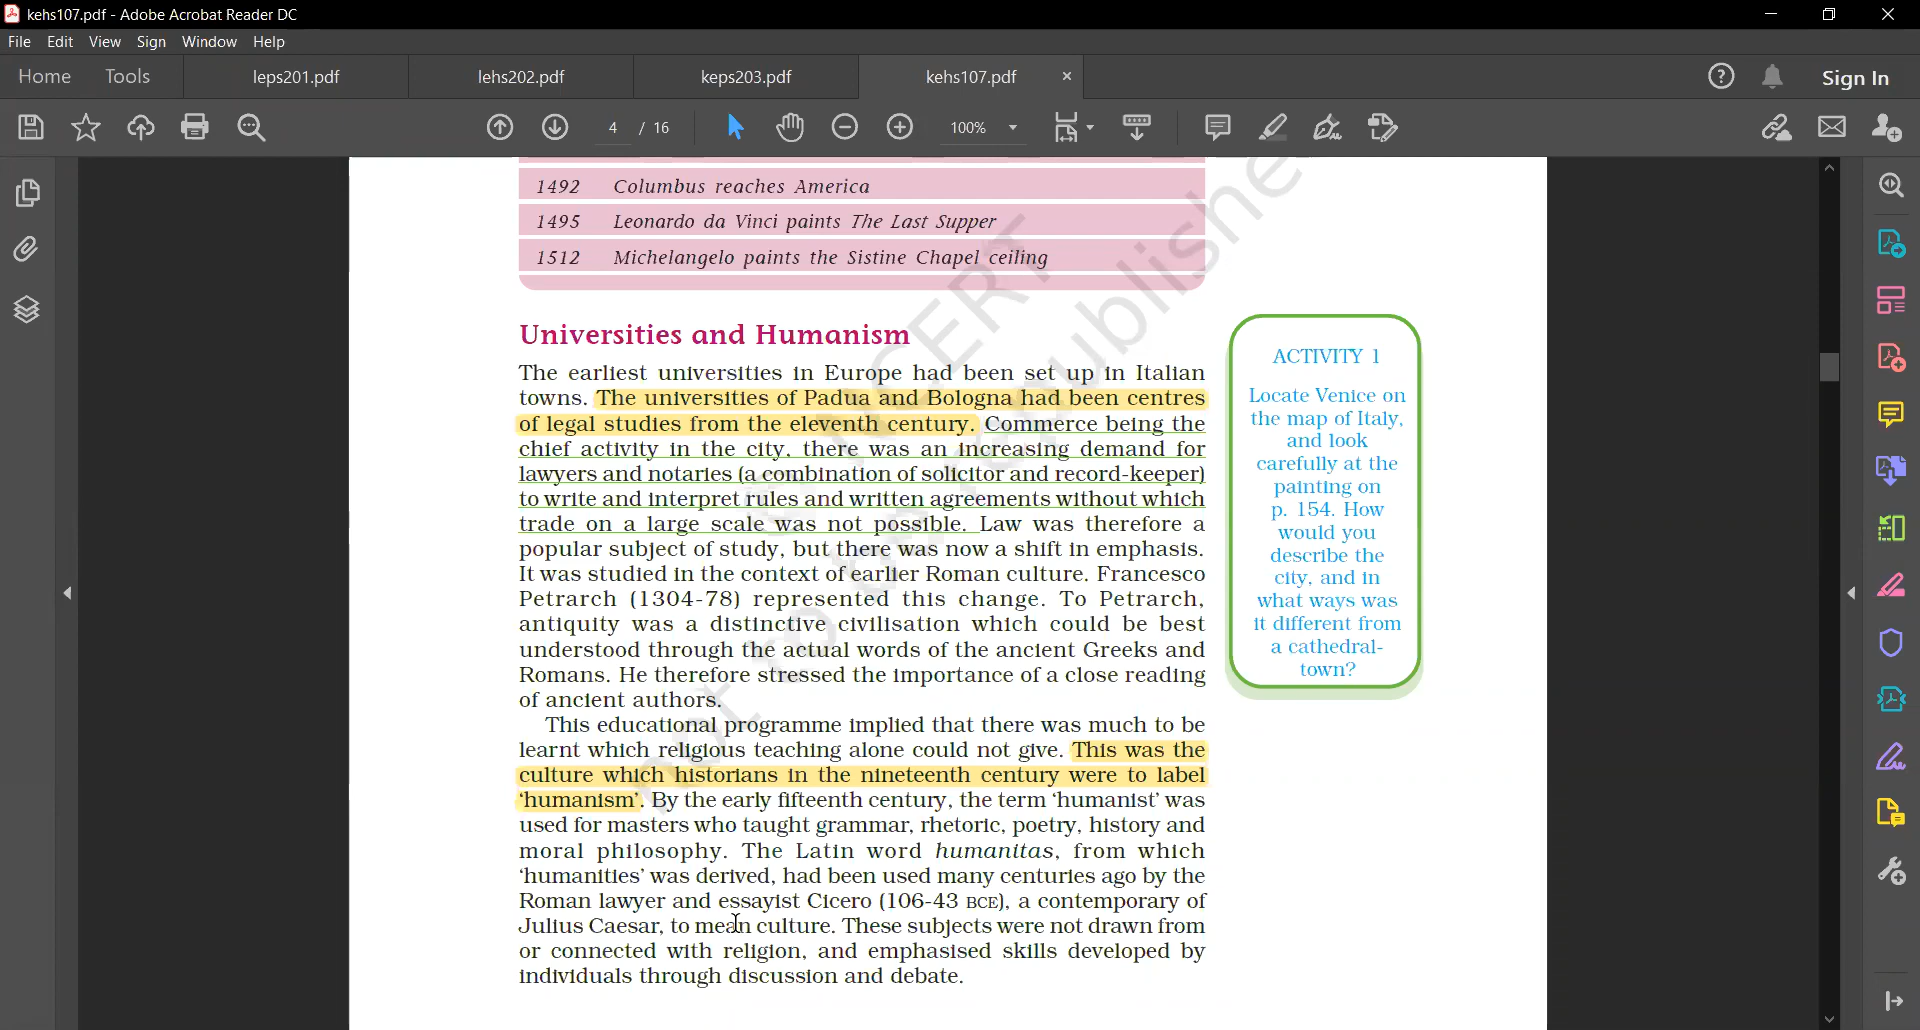 kehs107.pdf - Adobe Acrobat Reader DC
File Edit View Sign Window Help
Home Tools leps201.pdf lehs202.pdf keps203.pdf kehs107.pdf × ? Sign In
4 / 16 100%
1492 Columbus reaches America
1495 Leonardo da Vinci paints The Last Supper
1512 Michelangelo paints the Sistine Chapel ceiling
Universities and Humanism
The earliest universities in Europe had been set up in Italian
towns. The universities of Padua and Bologna had been centres
of legal studies from the eleventh century. Commerce being the
chief activity in the city, there was an increasing demand for
lawyers and notaries (a combination of solicitor and record-keeper)
to write and interpret rules and written agreements without which
trade on a large scale was not possible. Law was therefore a
popular subject of study, but there was now a shift in emphasis.
It was studied in the context of earlier Roman culture. Francesco
Petrarch (1304-78) represented this change. To Petrarch,
antiquity was a distinctive civilisation which could be best
understood through the actual words of the ancient Greeks and
Romans. He therefore stressed the importance of a close reading
of ancient authors.
This educational programme implied that there was much to be
learnt which religious teaching alone could not give. This was the
culture which historians in the nineteenth century were to label
‘humanism’. By the early fifteenth century, the term ‘humanist’ was
used for masters who taught grammar, rhetoric, poetry, history and
moral philosophy. The Latin word humanitas, from which
‘humanities’ was derived, had been used many centuries ago by the
Roman lawyer and essayist Cicero (106-43 BCE), a contemporary of
Julius Caesar, to mean culture. These subjects were not drawn from
or connected with religion, and emphasised skills developed by
individuals through discussion and debate.
ACTIVITY 1
Locate Venice on
the map of Italy,
and look
carefully at the
painting on
p. 154. How
would you
describe the
city, and in
what ways was
it different from
a cathedral-
town?
© NCERT
not to be republishe